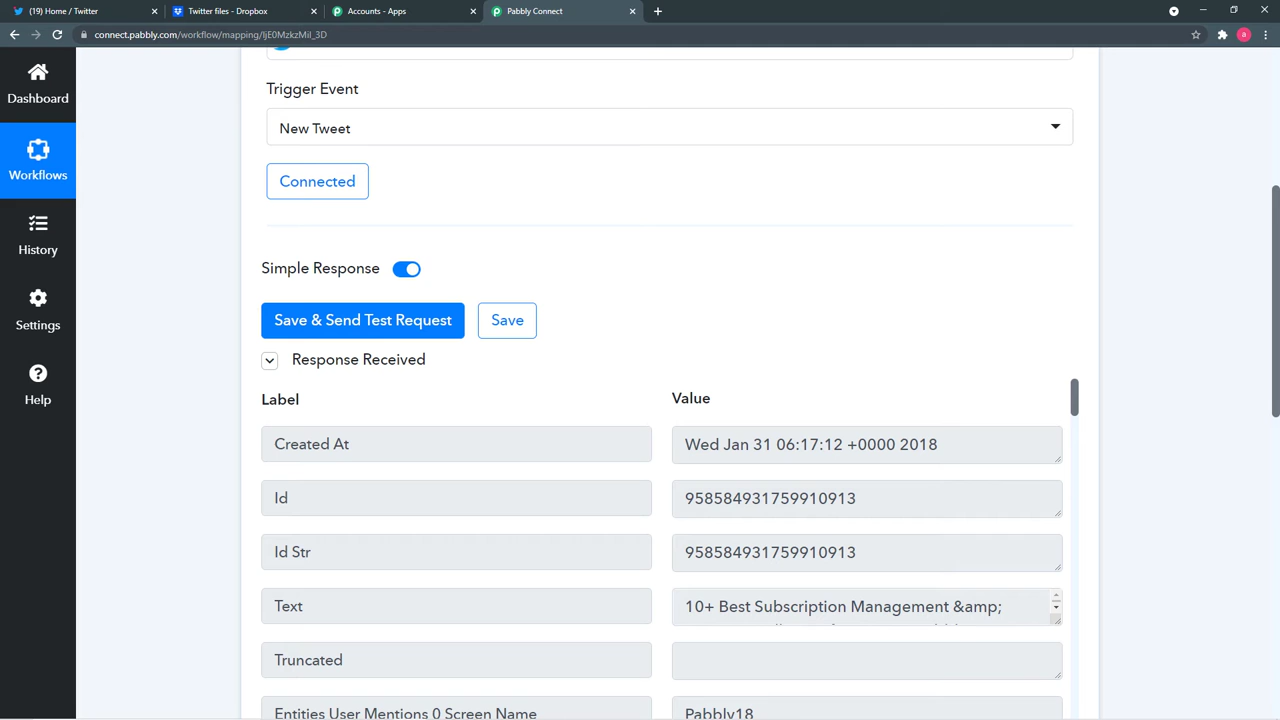 (19) Home / Twitter
Twitter files - Dropbox
Accounts - Apps
Pabbly Connect
connect.pabbly.com/workflow/mapping/IjE0MzkzMiI_3D
a
Dashboard
Workflows
History
Settings
Help
Trigger Event
New Tweet
Connected
Simple Response
Save & Send Test Request
Save
Response Received
Label
Value
Created At
Wed Jan 31 06:17:12 +0000 2018
Id
958584931759910913
Id Str
958584931759910913
Text
10+ Best Subscription Management &amp;
Truncated
Entities User Mentions 0 Screen Name
Pabbly18